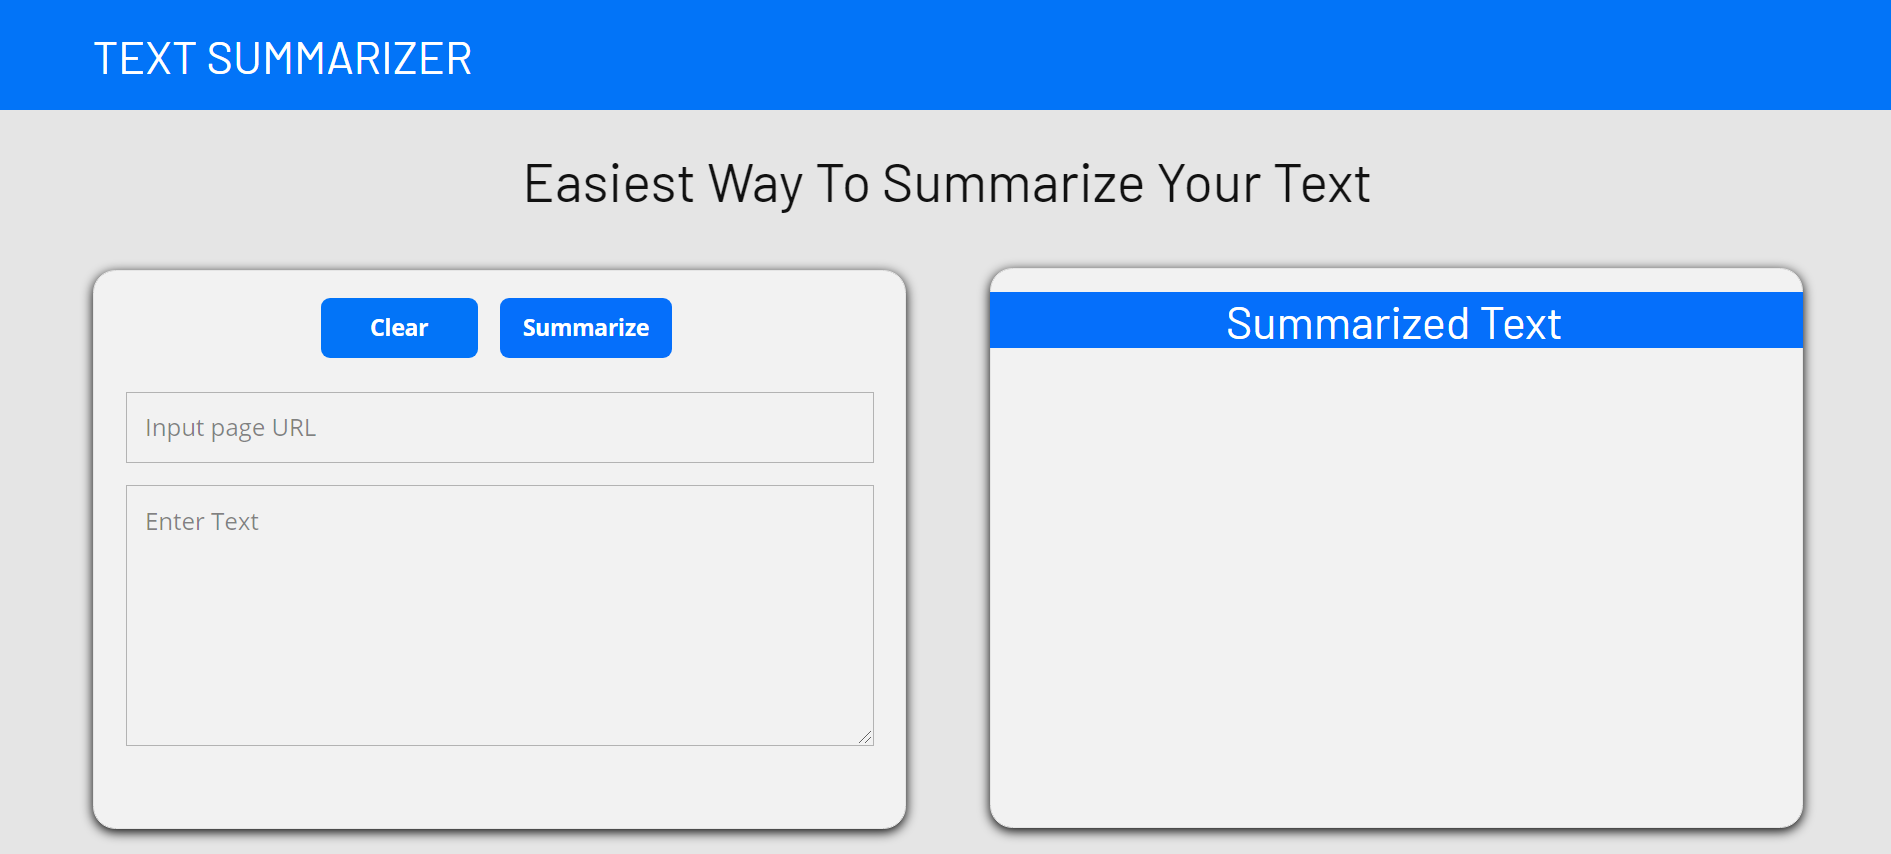 TEXT SUMMARIZER
Easiest Way To Summarize Your Text
Clear
Summarize
Input page URL
Enter Text
Summarized Text